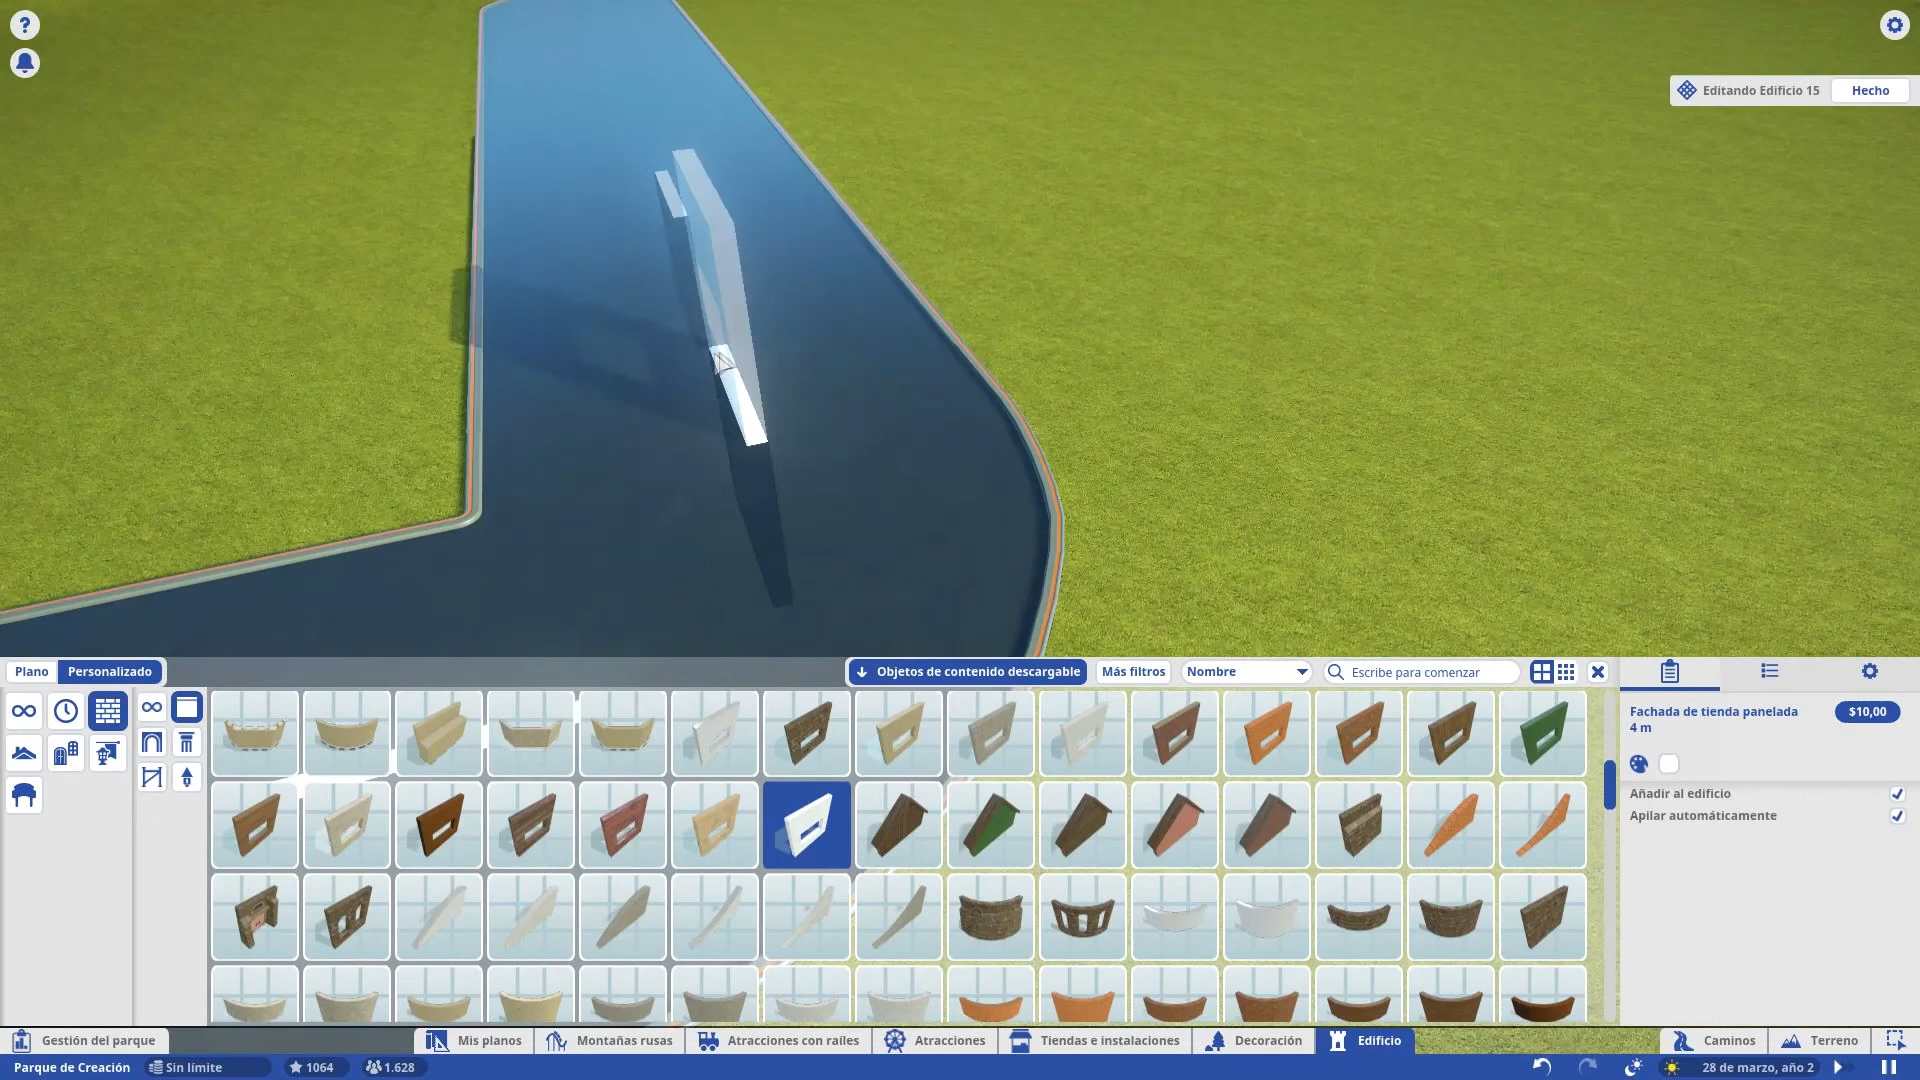 Editando Edificio 15
Hecho
Plano
Personalizado
Objetos de contenido descargable
Más filtros
Nombre
Escribe para comenzar
Fachada de tienda panelada
4 m
$10,00
Añadir al edificio
Apilar automáticamente
Gestión del parque
Mis planos
Montañas rusas
Atracciones con raíles
Atracciones
Tiendas e instalaciones
Decoración
Edificio
Caminos
Terreno
Parque de Creación
Sin límite
1064
1.628
28 de marzo, año 2